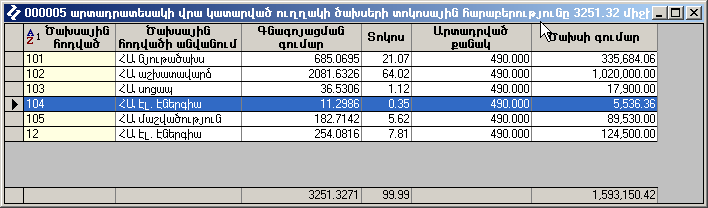 000005 արտադրատեսակի վրա կատարված ուղղակի ծախսերի տոկոսային հարաբերությունը 3251.32 միջի
Ծախսային հոդված Ծախսային հոդվածի անվանում Գնագոյացման գումար Տոկոս Արտադրված քանակ Ծախսի գումար
101 ՀԱ Նյութածախս 685.0695 21.07 490.000 335,684.06
102 ՀԱ աշխատավարձ 2081.6326 64.02 490.000 1,020,000.00
103 ՀԱ սոցապ 36.5306 1.12 490.000 17,900.00
104 ՀԱ էլ. էներգիա 11.2986 0.35 490.000 5,536.36
105 ՀԱ մաշվածություն 182.7142 5.62 490.000 89,530.00
12 ՀԱ էլ. էներգիա 254.0816 7.81 490.000 124,500.00
3251.3271 99.99 1,593,150.42